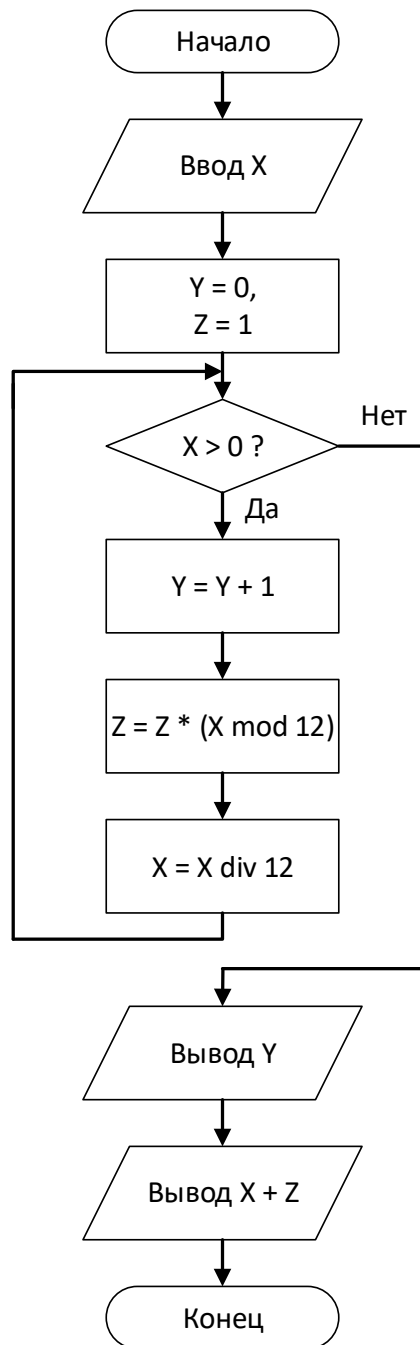 Начало
Ввод X
Y = 0,
Z = 1
X > 0 ?
Нет
Да
Y = Y + 1
Z = Z * (X mod 12)
X = X div 12
Вывод Y
Вывод X + Z
Конец